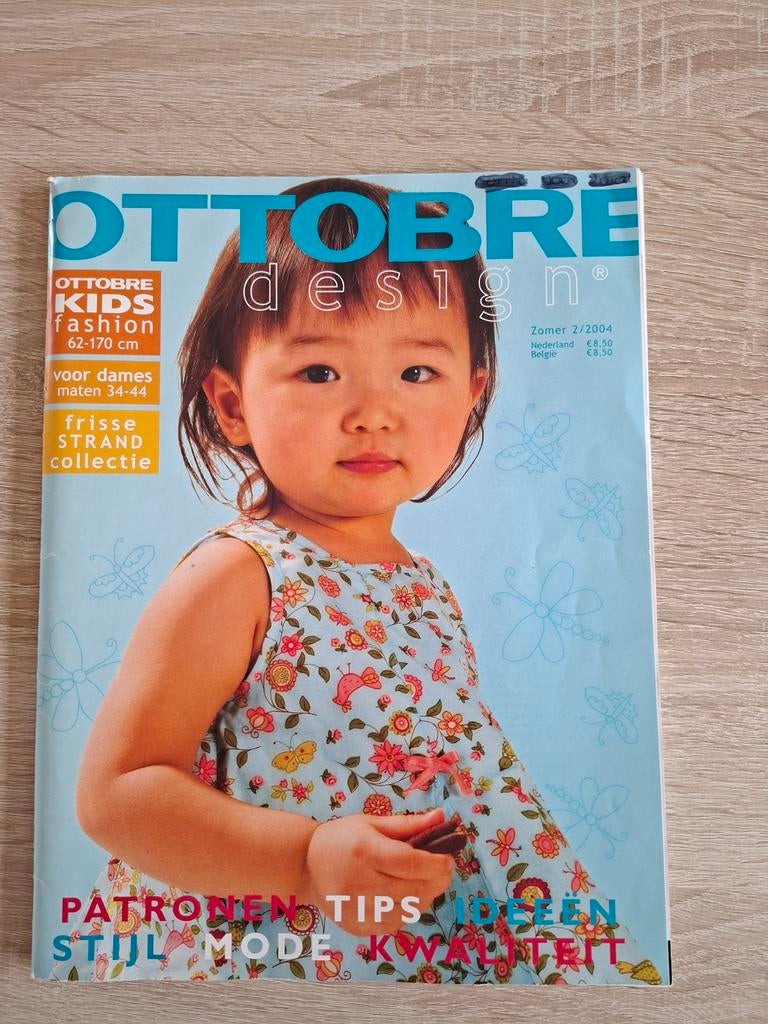 OTTOBRE
design®
OTTOBRE
KIDS
fashion
62-170 cm
voor dames
maten 34-44
frisse
STRAND
collectie
Zomer 2/2004
Nederland €8,50
België €8,50
PATRONEN TIPS IDEEËN
STIJL MODE KWALITEIT